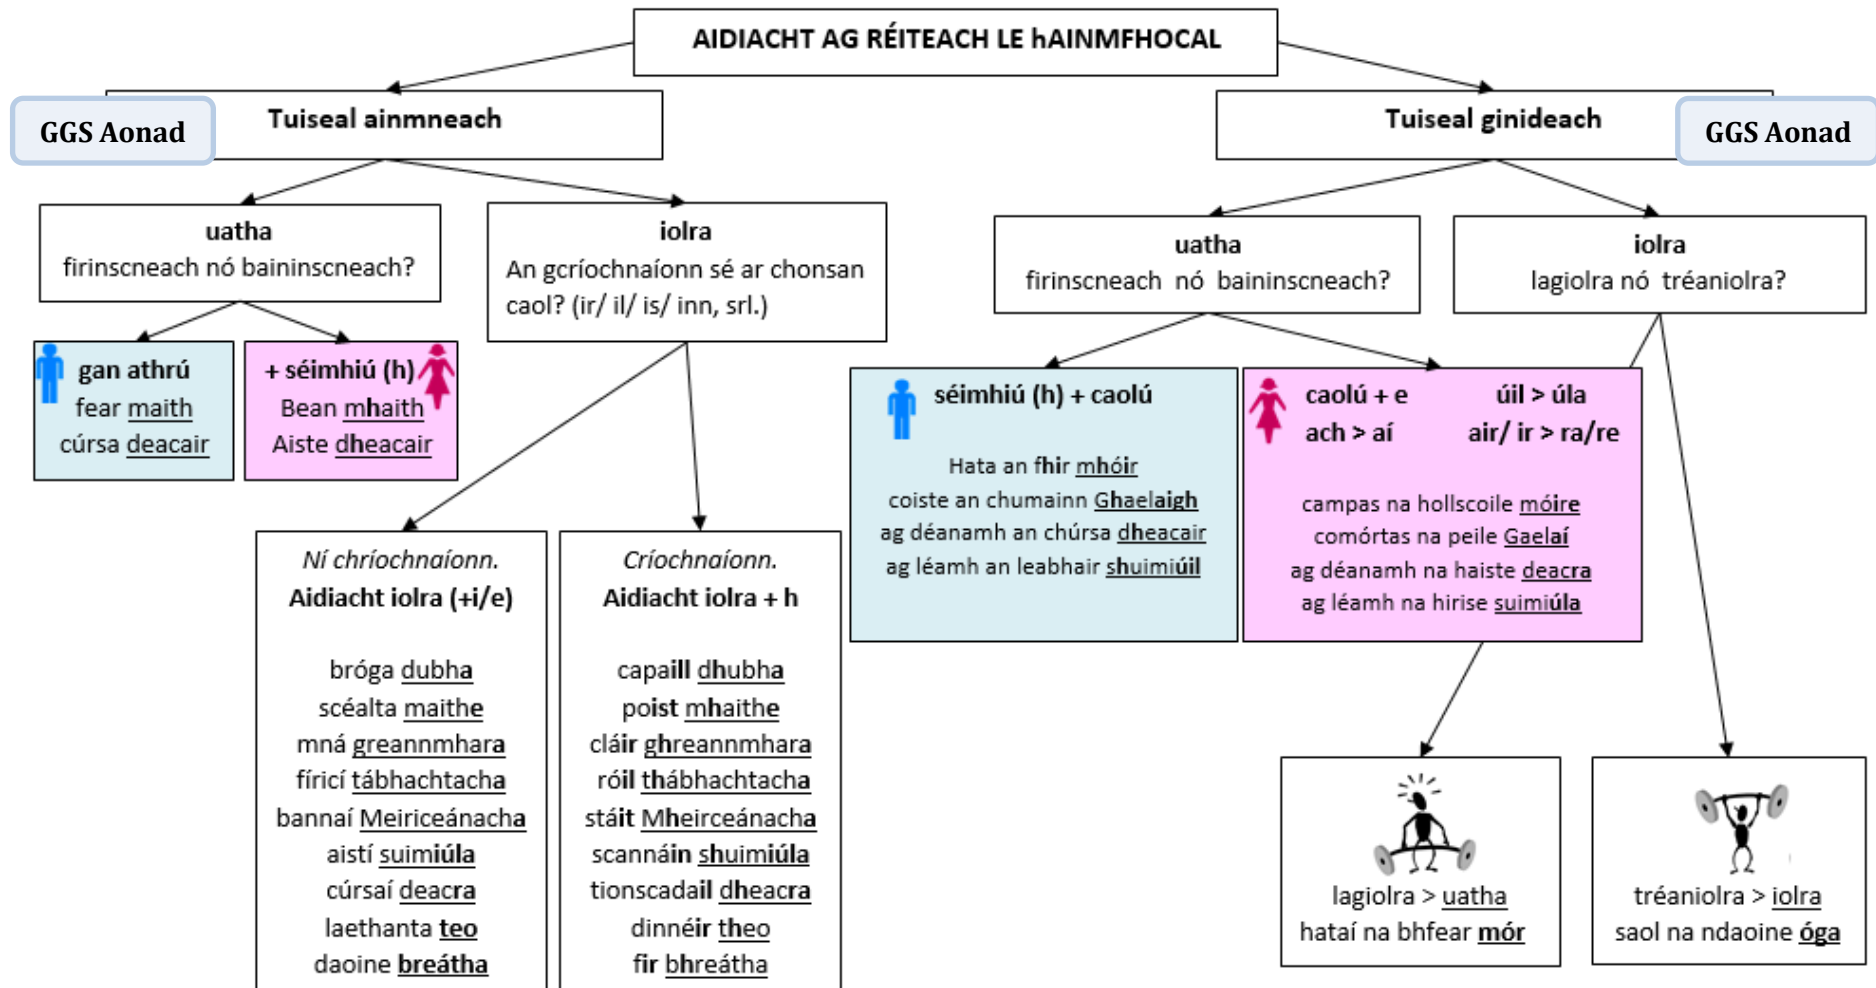 AIDIACHT AG RÉITEACH LE hAINMFHOCAL
GGS Aonad
Tuiseal ainmneach
Tuiseal ginideach
GGS Aonad
uatha
firinscneach nó baininscneach?
iolra
An gcríochnaíonn sé ar chonsan
caol? (ir/ il/ is/ inn, srl.)
uatha
firinscneach nó baininscneach?
iolra
lagiolra nó tréaniolra?
gan athrú
fear maith
cúrsa deacair
+ séimhiú (h)
Bean mhaith
Aiste dheacair
séimhiú (h) + caolú
Hata an fhir mhóir
coiste an chumainn Ghaelaigh
ag déanamh an chúrsa dheacair
ag léamh an leabhair shuimiúil
caolú + e úil > úla
ach > aí air/ ir > ra/re
campas na hollscoile móire
comórtas na peile Gaelaí
ag déanamh na haiste deacra
ag léamh na hirise suimiúla
Ní chríochnaíonn.
Aidiacht iolra (+i/e)
bróga dubha
scéalta maithe
mná greannmhara
fíricí tábhachtacha
bannaí Meiriceánacha
aistí suimiúla
cúrsaí deacra
laethanta teo
daoine breátha
Críochnaíonn.
Aidiacht iolra + h
capaill dhubha
poist mhaithe
cláir ghreannmhara
róil thábhachtacha
stáit Mheirceánacha
scannáin shuimiúla
tionscadail dheacra
dinnéir theo
fir bhreátha
lagiolra > uatha
hataí na bhfear mór
tréaniolra > iolra
saol na ndaoine óga